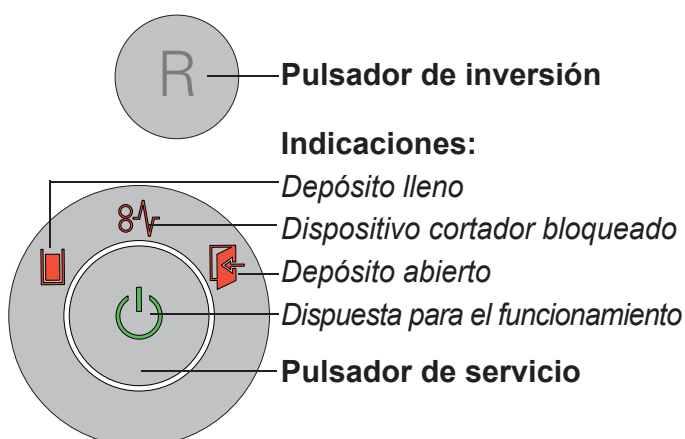 R
Pulsador de inversión
Indicaciones:
Depósito lleno
Dispositivo cortador bloqueado
Depósito abierto
Dispuesta para el funcionamiento
Pulsador de servicio